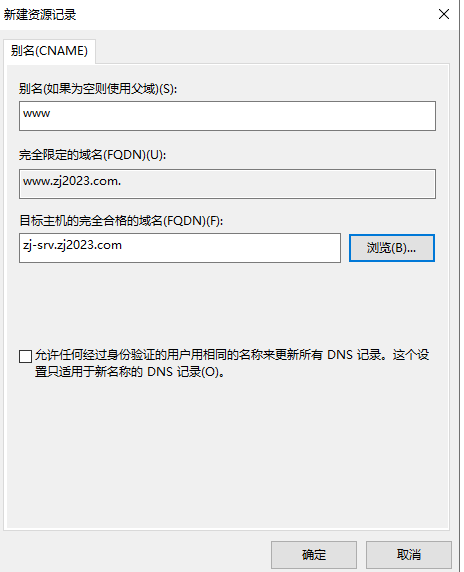 新建资源记录
别名(CNAME)
别名(如果为空则使用父域)(S):
www
完全限定的域名(FQDN)(U):
www.zj2023.com.
目标主机的完全合格的域名(FQDN)(F):
zj-srv.zj2023.com
浏览(B)...
允许任何经过身份验证的用户用相同的名称来更新所有 DNS 记录。这个设
置只适用于新名称的 DNS 记录(O)。
确定
取消